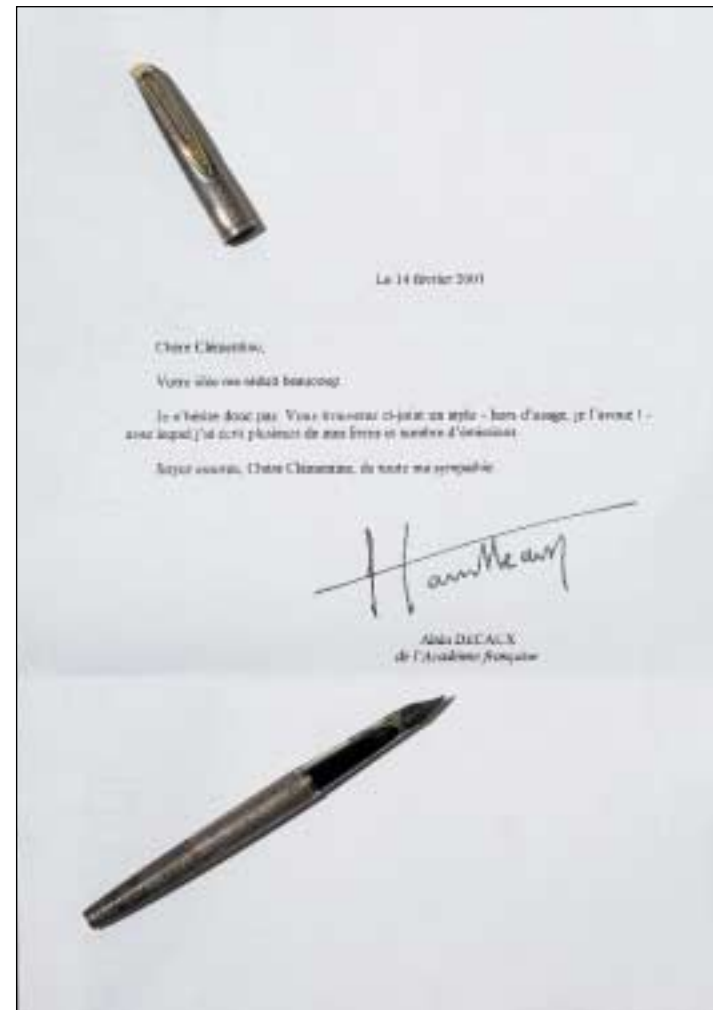 Le 14 février 2003
Chère Clémentine,
Votre idée me séduit beaucoup.
Je n'hésite donc pas. Vous trouverez ci-joint un stylo - hors d'usage, je l'avoue ! -
avec lequel j'ai écrit plusieurs de mes livres et nombre d'émissions.
Soyez assurée, Chère Clémentine, de toute ma sympathie.
Alain DECAUX
de l'Académie française